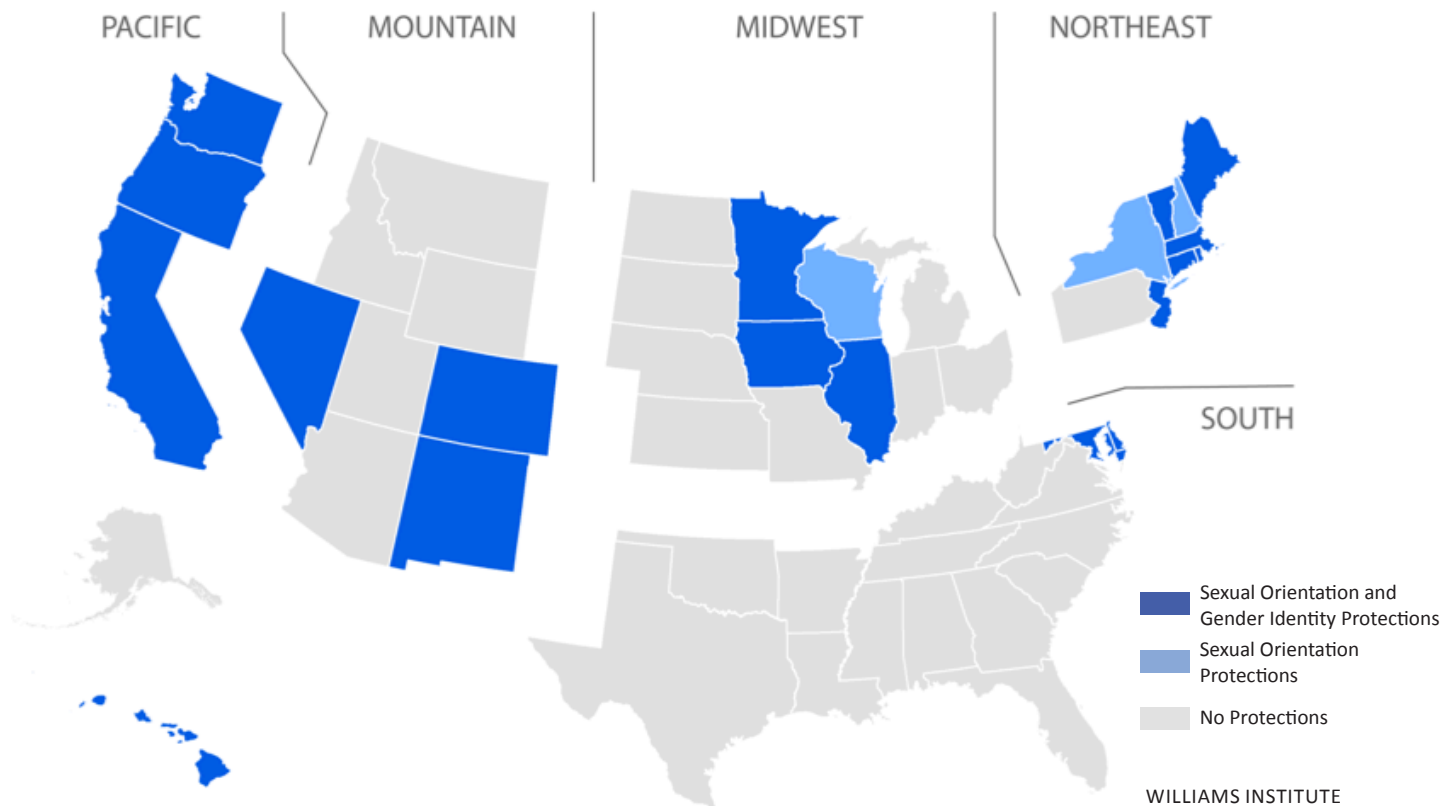 PACIFIC
MOUNTAIN
MIDWEST
NORTHEAST
SOUTH
Sexual Orientation and
Gender Identity Protections
Sexual Orientation
Protections
No Protections
WILLIAMS INSTITUTE